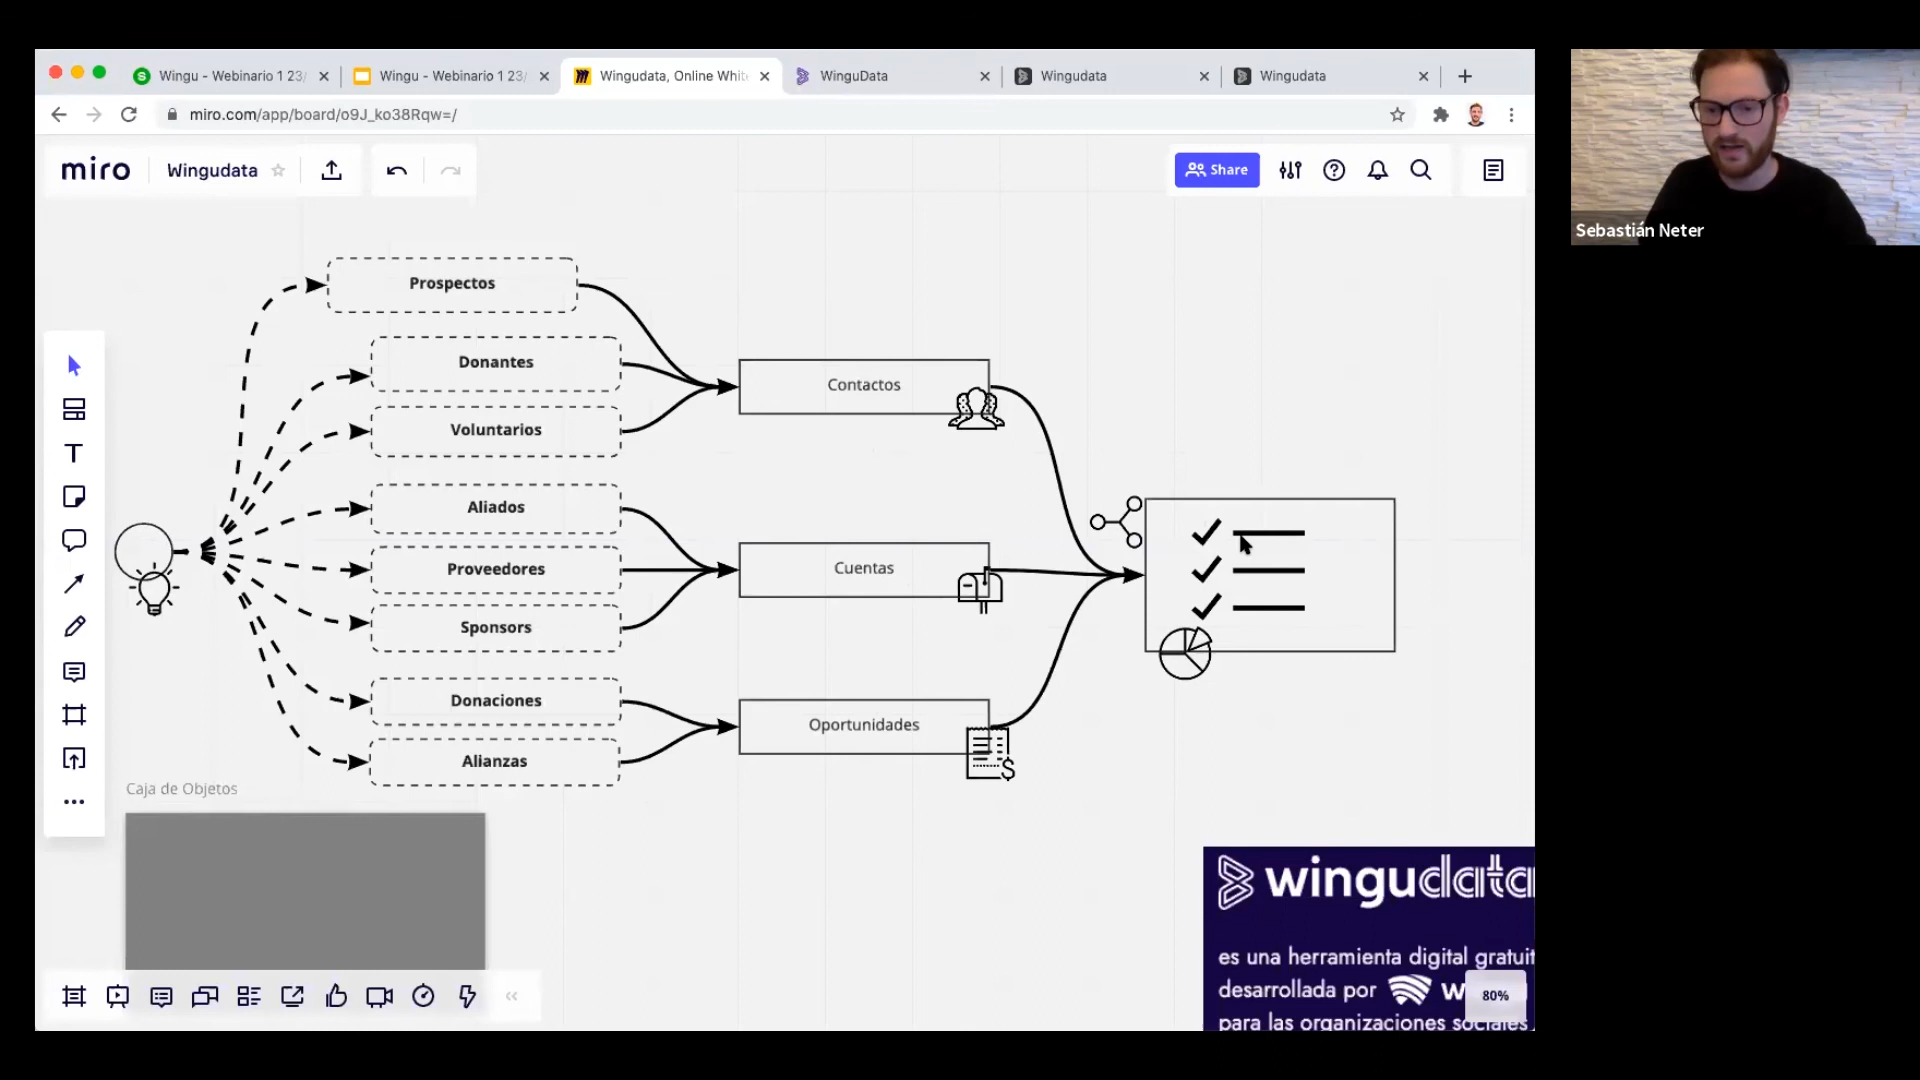 Wingu - Webinario 1 23/
Wingu - Webinario 1 23/
Wingudata, Online Whit
WinguData
Wingudata
Wingudata
miro.com/app/board/o9J_ko38Rqw=/
miro
Wingudata
Share
Sebastián Neter
Prospectos
Donantes
Voluntarios
Aliados
Proveedores
Sponsors
Donaciones
Alianzas
Contactos
Cuentas
Oportunidades
$
Caja de Objetos
wingudata
es una herramienta digital gratuit
desarrollada por w
para las organizaciones sociales
80%